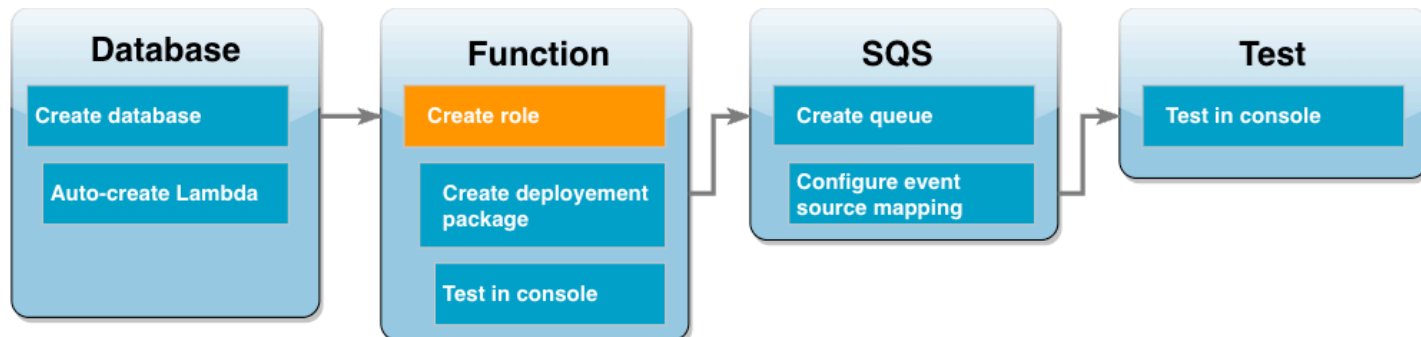 Database
Create database
Auto-create Lambda
Function
Create role
Create deployement
package
Test in console
SQS
Create queue
Configure event
source mapping
Test
Test in console